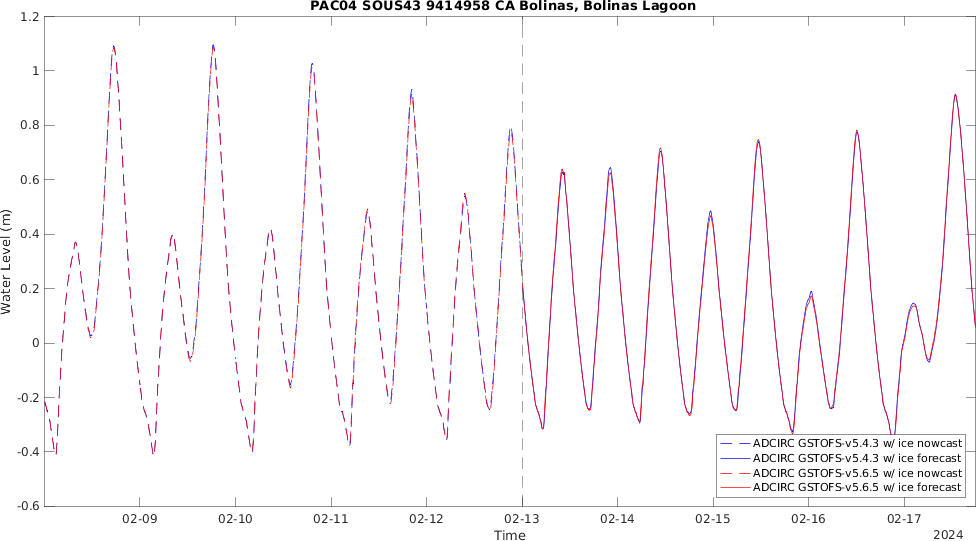 PAC04 SOUS43 9414958 CA Bolinas, Bolinas Lagoon
1.2
1
0.8
0.6
0.4
0.2
0
-0.2
-0.4
-0.6
Water Level (m)
02-09 02-10 02-11 02-12 02-13 02-14 02-15 02-16 02-17
Time
2024
ADCIRC GSTOFS-v5.4.3 w/ ice nowcast
ADCIRC GSTOFS-v5.4.3 w/ ice forecast
ADCIRC GSTOFS-v5.6.5 w/ ice nowcast
ADCIRC GSTOFS-v5.6.5 w/ ice forecast